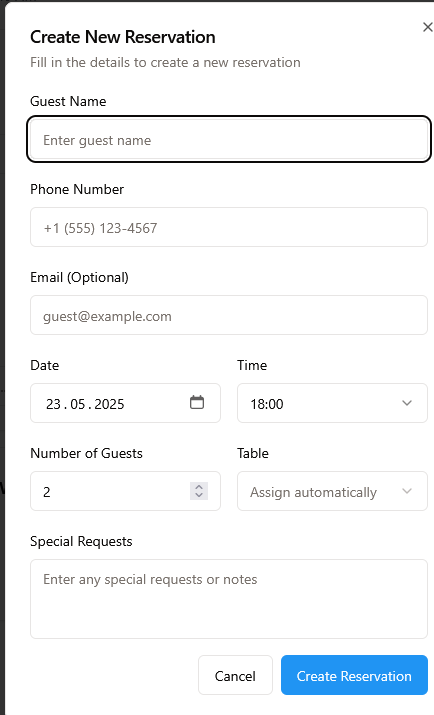 Create New Reservation
Fill in the details to create a new reservation
Guest Name
Enter guest name
Phone Number
+1 (555) 123-4567
Email (Optional)
guest@example.com
Date Time
23.05.2025 18:00
Number of Guests Table
2 Assign automatically
Special Requests
Enter any special requests or notes
Cancel Create Reservation